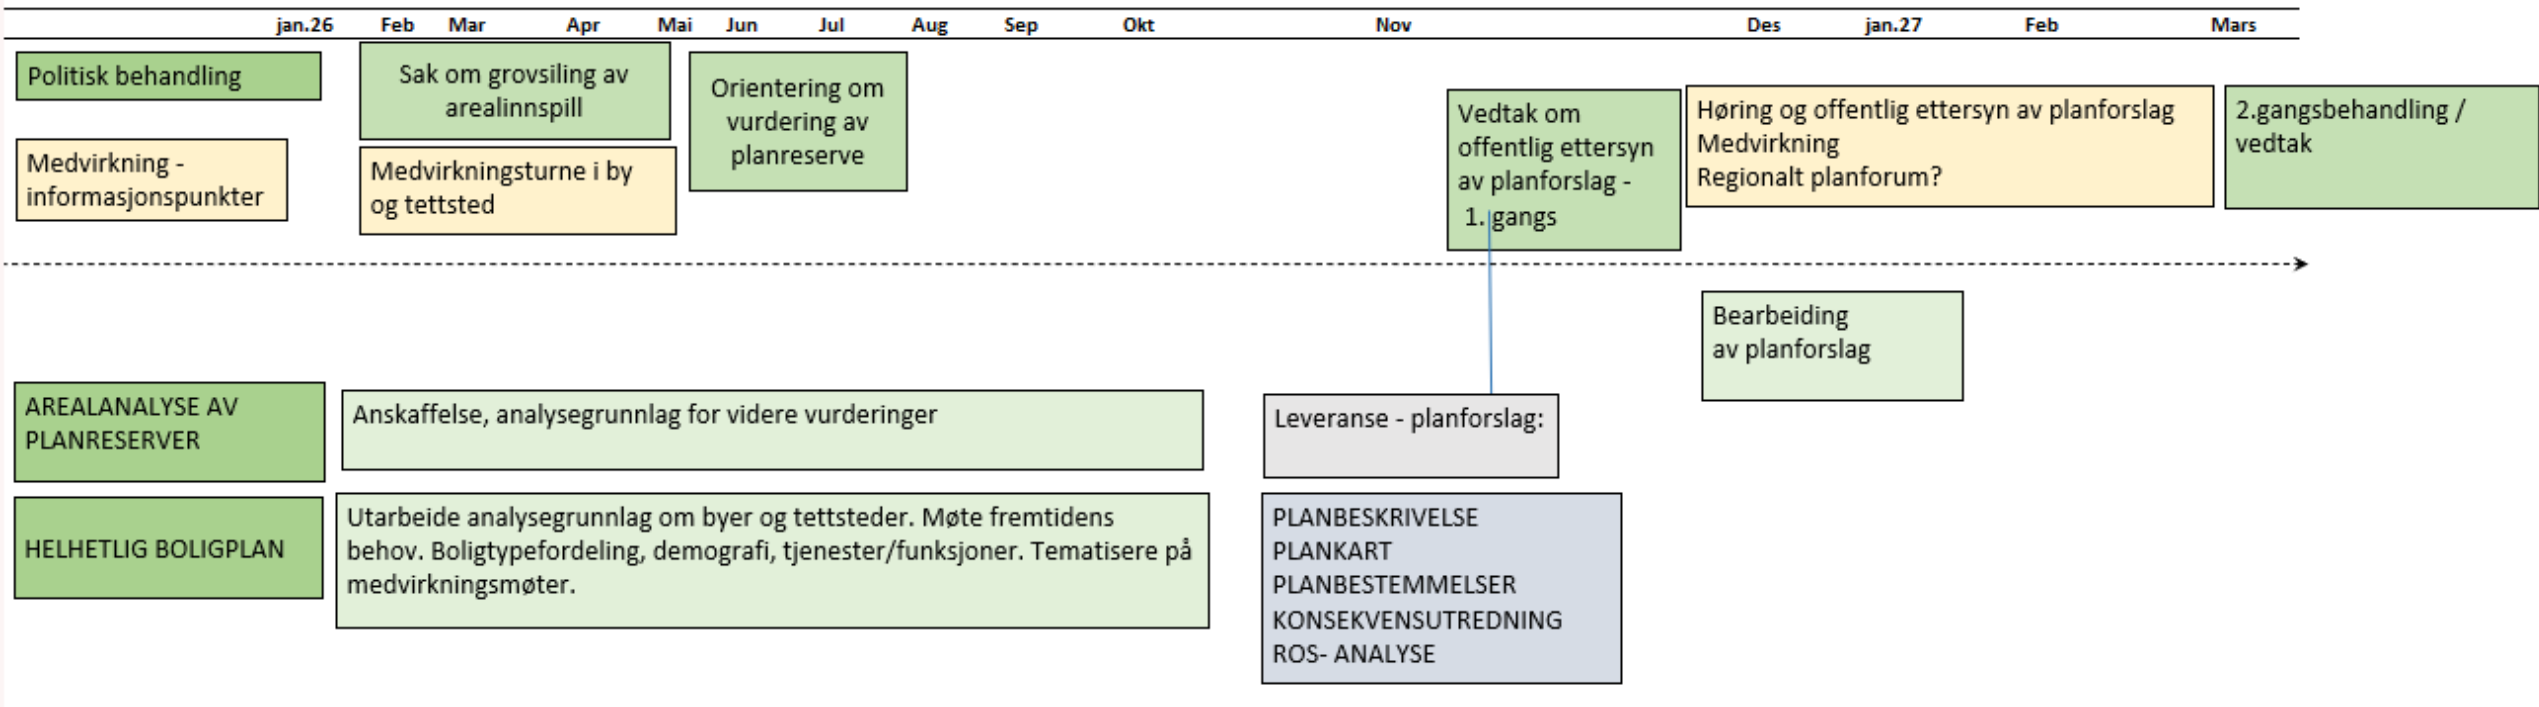 jan.26 Feb Mar Apr Mai Jun Jul Aug Sep Okt Nov Des jan.27 Feb Mars
Politisk behandling
Sak om grovsiling av
arealinnspill
Orientering om
vurdering av
planreserve
Medvirkning -
informasjonspunkter
Medvirkningsturne i by
og tettsted
Vedtak om
offentlig ettersyn
av planforslag -
1. gangs
Høring og offentlig ettersyn av planforslag
Medvirkning
Regionalt planforum?
2.gangsbehandling /
vedtak
Bearbeiding
av planforslag
AREALANALYSE AV
PLANRESERVER
Anskaffelse, analysegrunnlag for videre vurderinger
Leveranse - planforslag:
HELHETLIG BOLIGPLAN
Utarbeide analysegrunnlag om byer og tettsteder. Møte fremtidens
behov. Boligtypefordeling, demografi, tjenester/funksjoner. Tematisere på
medvirkningsmøter.
PLANBESKRIVELSE
PLANKART
PLANBESTEMMELSER
KONSEKVENSUTREDNING
ROS- ANALYSE